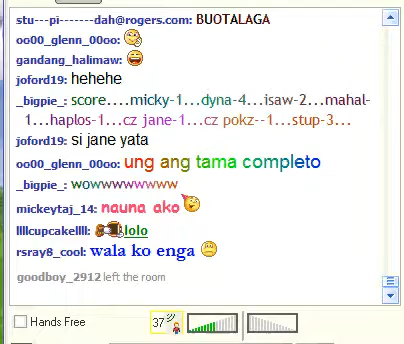 stu---pi-------dah@rogers.com: BUOTALAGA
oo00_glenn_00oo:
gandang_halimaw:
joford19: hehehe
_bigpie_: score....micky-1...dyna-4...isaw-2...mahal-
1...haplos-1...cz jane-1...cz pokz--1...stup-3...
joford19: si jane yata
oo00_glenn_00oo: ung ang tama completo
_bigpie_: wowwwwwwww
mickeytaj_14: nauna ako
llllcupcakellll: lolo
rsray8_cool: wala ko enga
goodboy_2912 left the room
Hands Free
37